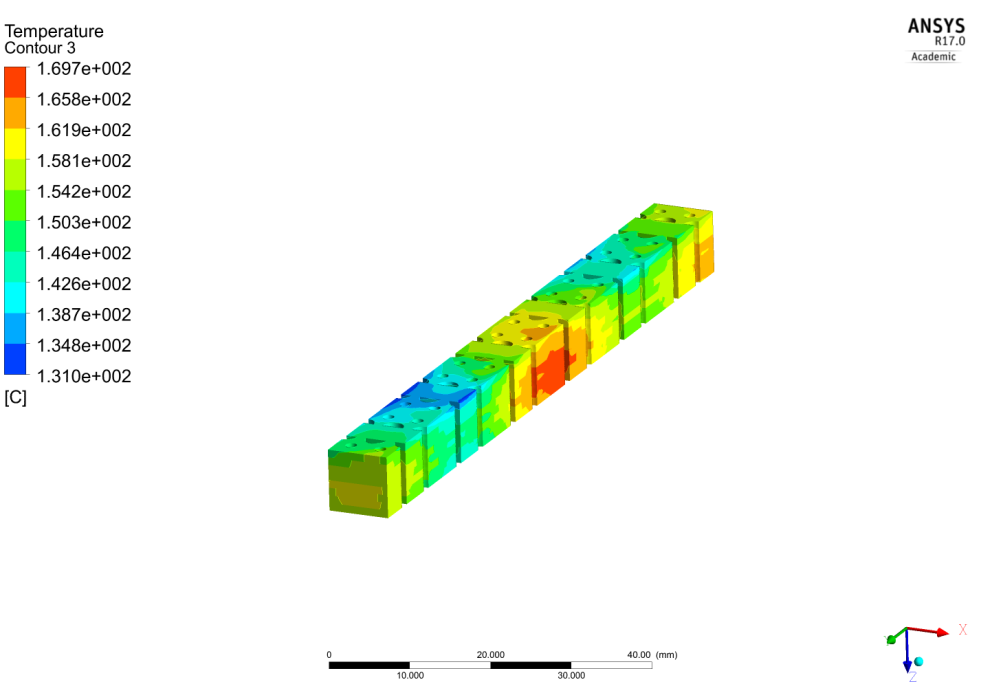 Temperature
Contour 3
1.697e+002
1.658e+002
1.619e+002
1.581e+002
1.542e+002
1.503e+002
1.464e+002
1.426e+002
1.387e+002
1.348e+002
1.310e+002
[C]
ANSYS
R17.0
Academic
0 20.000 40.00 (mm)
10.000 30.000
X
Z